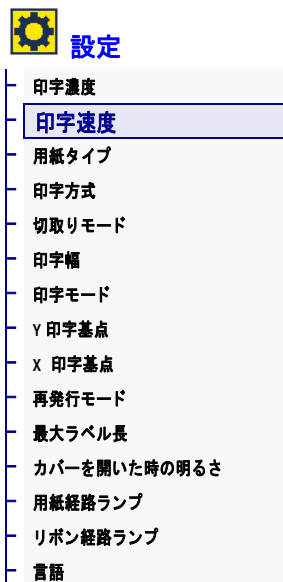 設定
印字濃度
印字速度
用紙タイプ
印字方式
切取りモード
印字幅
印字モード
Y 印字基点
X 印字基点
再発行モード
最大ラベル長
カバーを開いた時の明るさ
用紙経路ランプ
リボン経路ランプ
言語